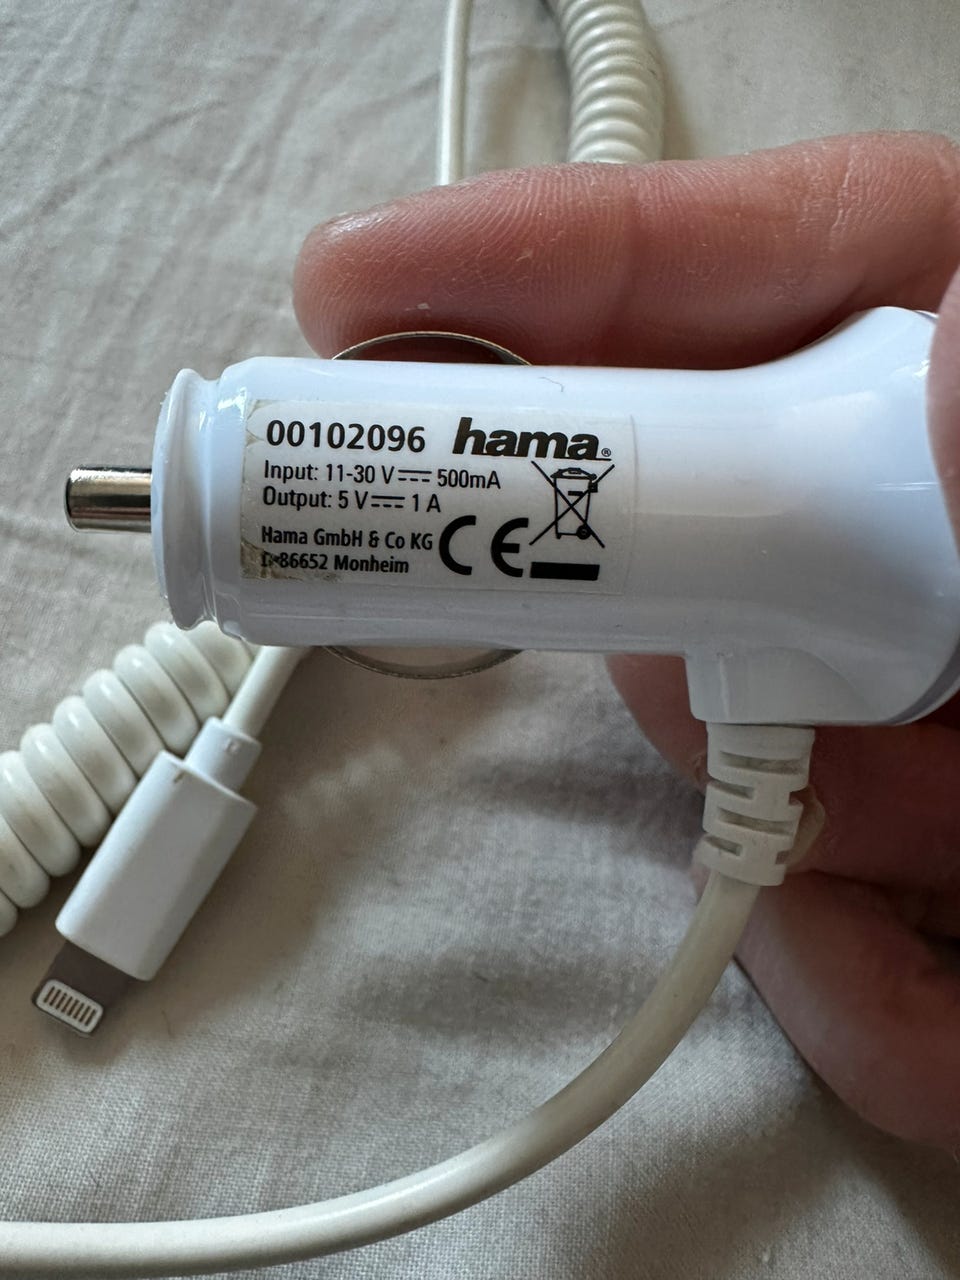 00102096 hama®
Input: 11-30 V⎓ 500mA
Output: 5 V⎓ 1 A
Hama GmbH & Co KG
D-86652 Monheim
CE